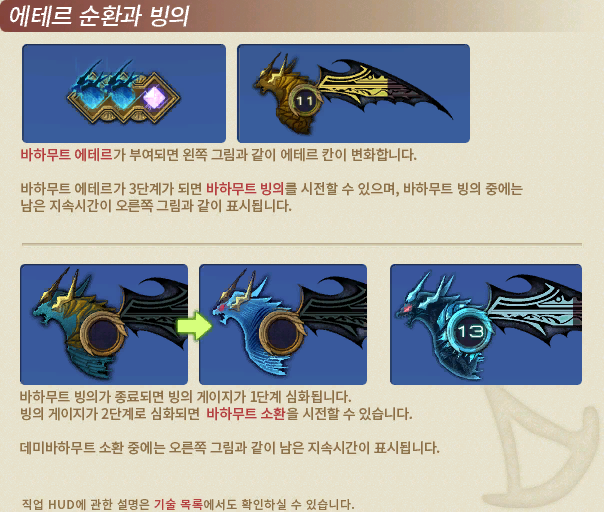 에테르 순환과 빙의
11
바하무트 에테르가 부여되면 왼쪽 그림과 같이 에테르 칸이 변화합니다.
바하무트 에테르가 3단계가 되면 바하무트 빙의를 시전할 수 있으며, 바하무트 빙의 중에는
남은 지속시간이 오른쪽 그림과 같이 표시됩니다.
13
바하무트 빙의가 종료되면 빙의 게이지가 1단계 심화됩니다.
빙의 게이지가 2단계로 심화되면 바하무트 소환을 시전할 수 있습니다.
데미바하무트 소환 중에는 오른쪽 그림과 같이 남은 지속시간이 표시됩니다.
직업 HUD에 관한 설명은 기술 목록에서도 확인하실 수 있습니다.